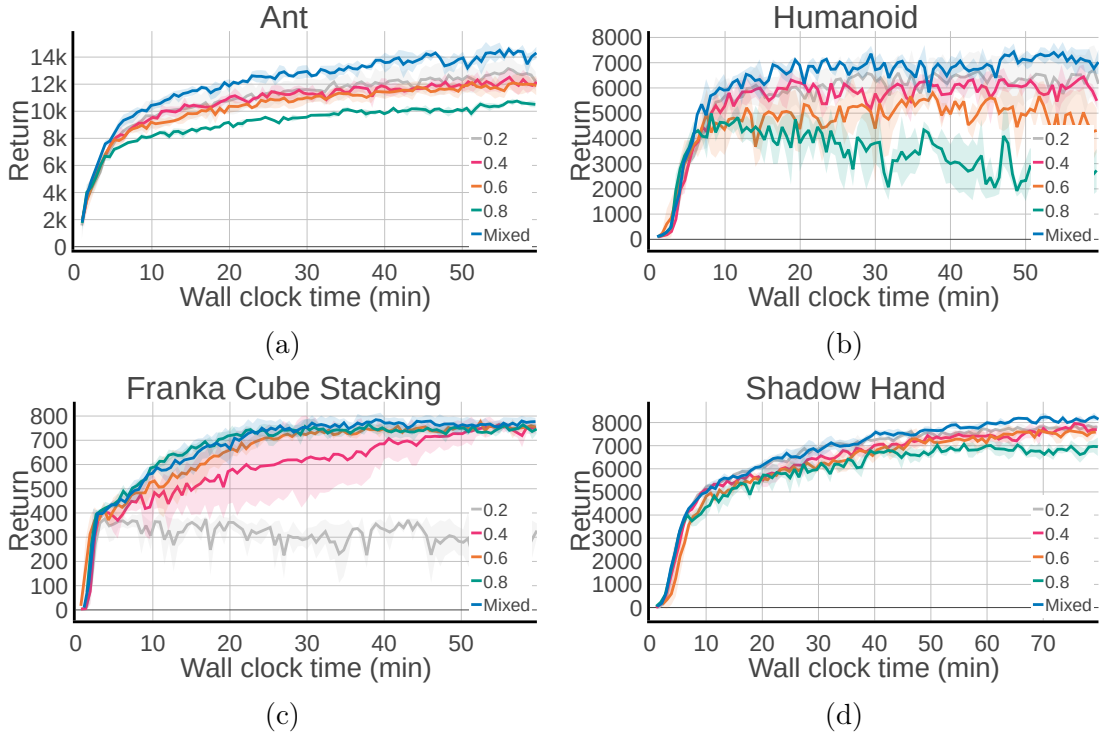 Ant
Return
14k
12k
10k
8k
6k
4k
2k
0
0 10 20 30 40 50
Wall clock time (min)
0.2
0.4
0.6
0.8
Mixed
(a)
Humanoid
Return
8000
7000
6000
5000
4000
3000
2000
1000
0
0 10 20 30 40 50
Wall clock time (min)
0.2
0.4
0.6
0.8
Mixed
(b)
Franka Cube Stacking
Return
800
700
600
500
400
300
200
100
0
0 10 20 30 40 50
Wall clock time (min)
0.2
0.4
0.6
0.8
Mixed
(c)
Shadow Hand
Return
8000
7000
6000
5000
4000
3000
2000
1000
0
0 10 20 30 40 50 60 70
Wall clock time (min)
0.2
0.4
0.6
0.8
Mixed
(d)